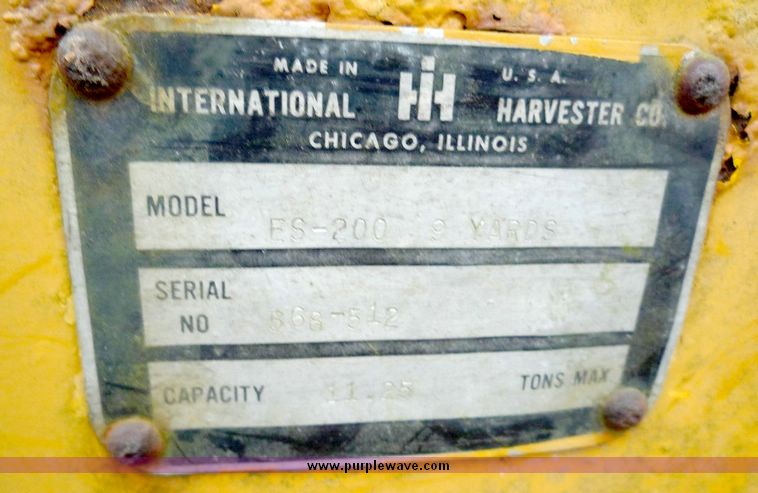 MADE IN IH U. S. A.
INTERNATIONAL HARVESTER CO.
CHICAGO, ILLINOIS
MODEL ES-200 9 YARDS
SERIAL
NO 868-512
CAPACITY 11.25 TONS MAX
www.purplewave.com